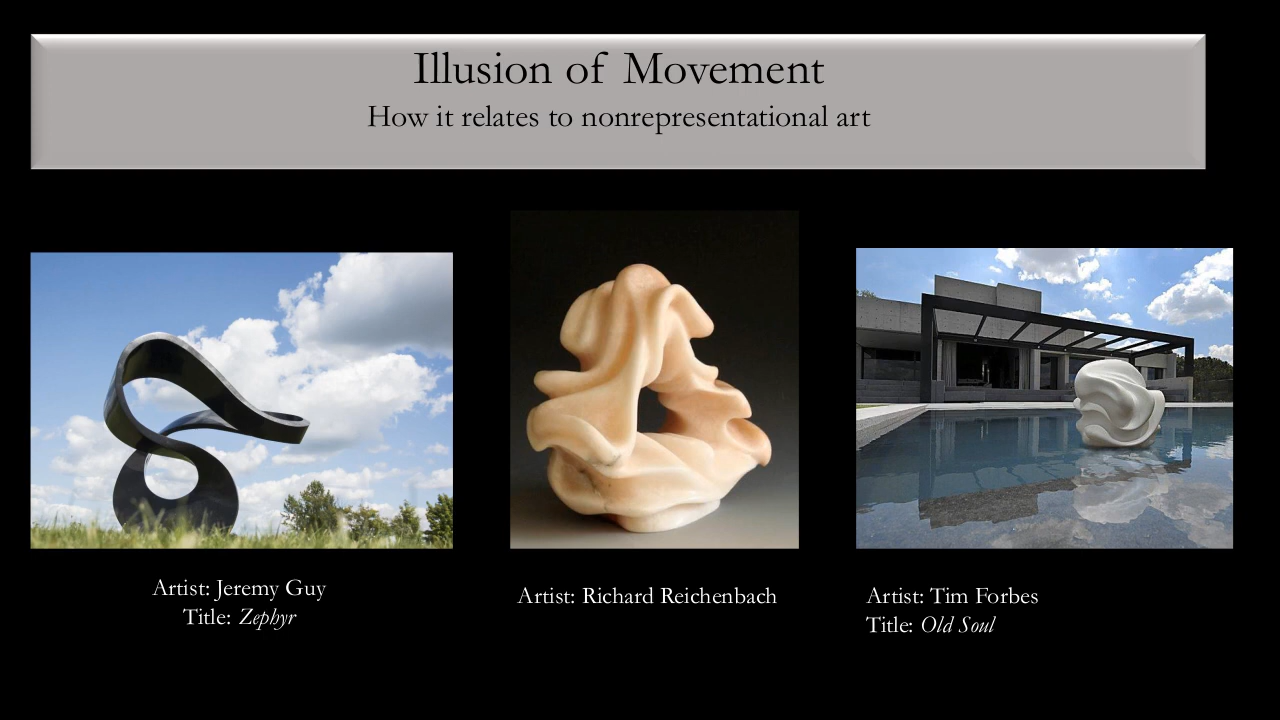 Illusion of Movement
How it relates to nonrepresentational art
Artist: Jeremy Guy
Title: Zephyr
Artist: Richard Reichenbach
Artist: Tim Forbes
Title: Old Soul